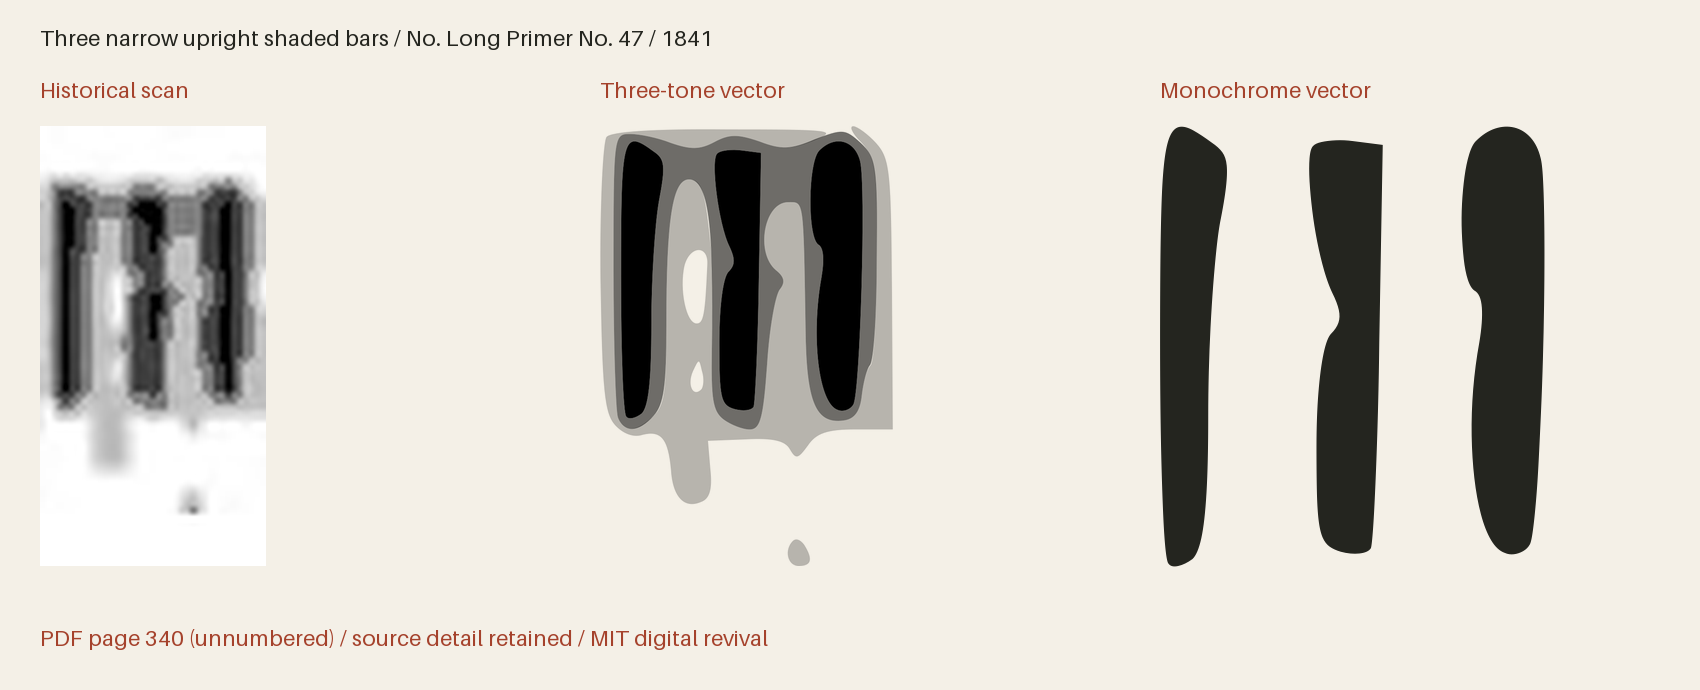 Three narrow upright shaded bars / No. Long Primer No. 47 / 1841
Historical scan
Three-tone vector
Monochrome vector
PDF page 340 (unnumbered) / source detail retained / MIT digital revival